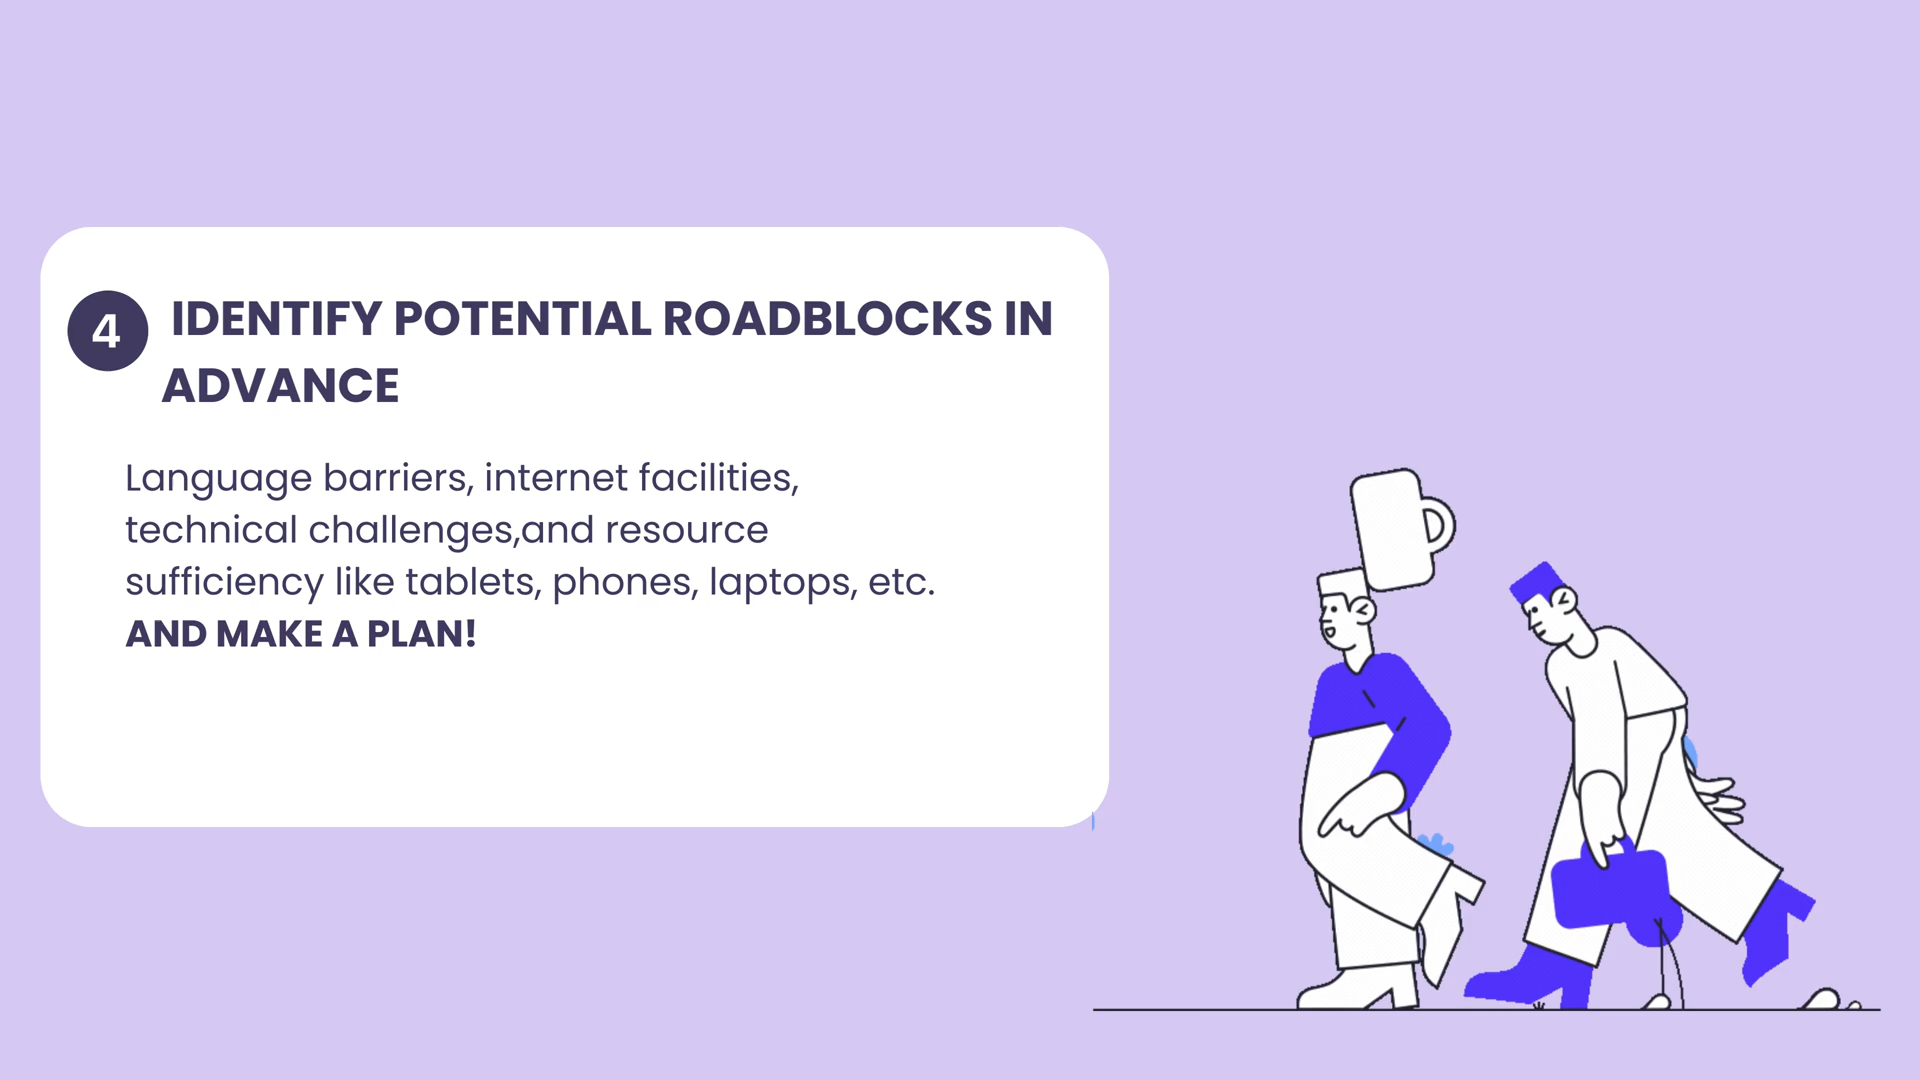 4 IDENTIFY POTENTIAL ROADBLOCKS IN
ADVANCE
Language barriers, internet facilities,
technical challenges,and resource
sufficiency like tablets, phones, laptops, etc.
AND MAKE A PLAN!